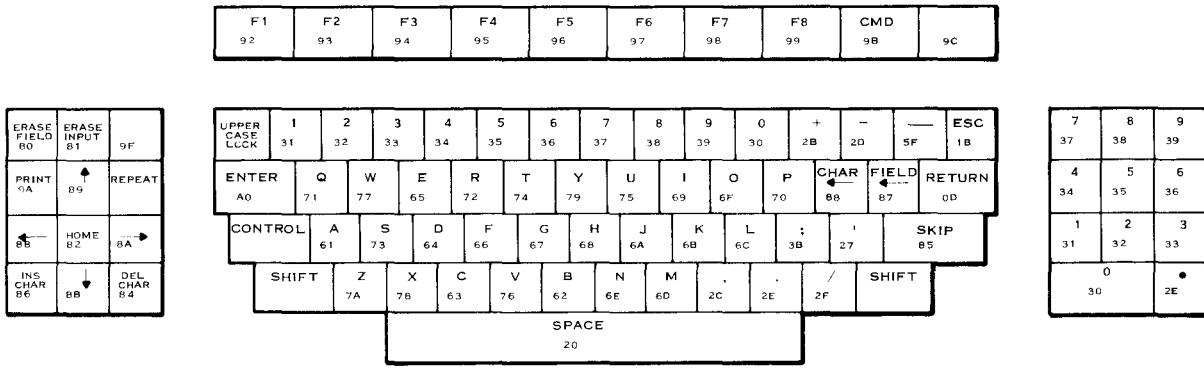 F1 F2 F3 F4 F5 F6 F7 F8 CMD
92 93 94 95 96 97 98 99 9B 9C
ERASE FIELD 80
ERASE INPUT 81
9F
PRINT 9A
89
REPEAT
88
HOME 82
8A
INS CHAR 86
8B
DEL CHAR 84
UPPER CASE LOCK
1 2 3 4 5 6 7 8 9 0 + − — ESC
31 32 33 34 35 36 37 38 39 30 2B 2D 5F 1B
ENTER Q W E R T Y U I O P CHAR FIELD RETURN
A0 71 77 65 72 74 79 75 69 6F 70 88 87 0D
CONTROL A S D F G H J K L ; ' SKIP
61 73 64 66 67 68 6A 6B 6C 3B 27 85
SHIFT Z X C V B N M , . / SHIFT
7A 78 63 76 62 6E 6D 2C 2E 2F
SPACE
20
7 8 9
37 38 39
4 5 6
34 35 36
1 2 3
31 32 33
0 •
30 2E